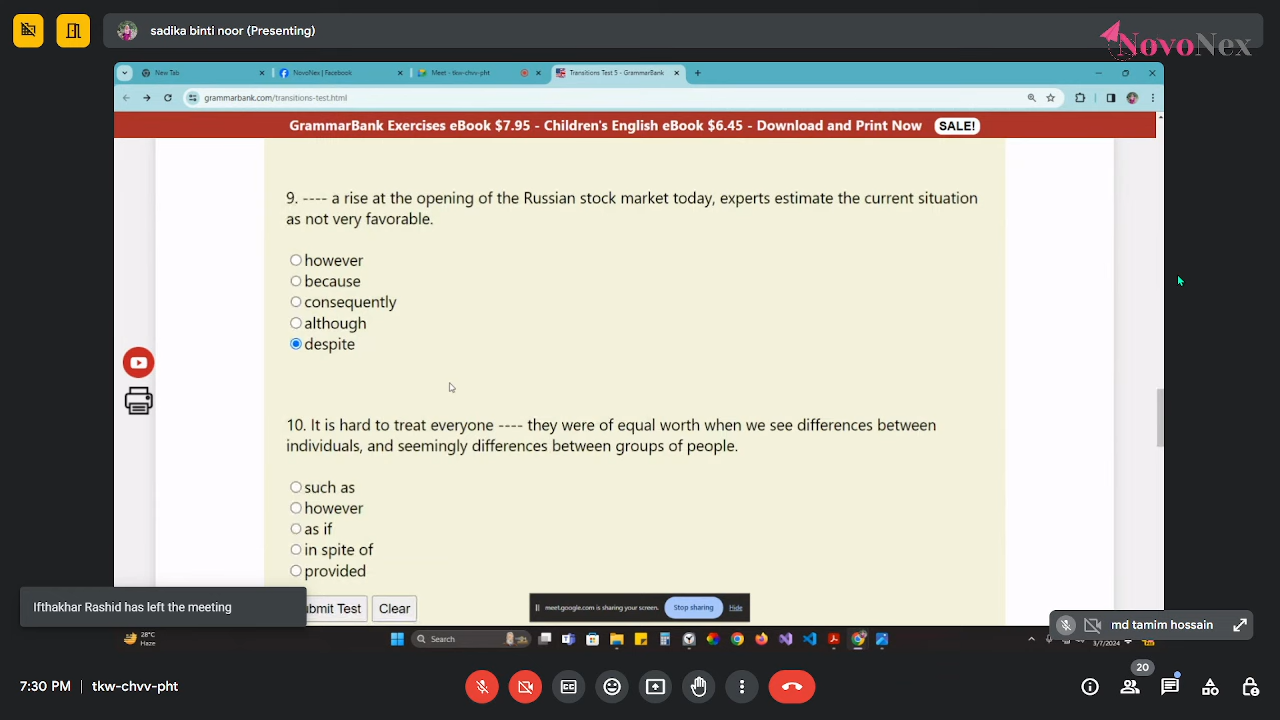 sadika binti noor (Presenting)
NovoNex
New Tab
NovoNex | Facebook
Meet - tkw-chvv-pht
Transitions Test 5 - GrammarBank
grammarbank.com/transitions-test.html
GrammarBank Exercises eBook $7.95 - Children's English eBook $6.45 - Download and Print Now SALE!
9. ---- a rise at the opening of the Russian stock market today, experts estimate the current situation
as not very favorable.
however
because
consequently
although
despite
10. It is hard to treat everyone ---- they were of equal worth when we see differences between
individuals, and seemingly differences between groups of people.
such as
however
as if
in spite of
provided
Ifthakhar Rashid has left the meeting
bmit Test
Clear
meet.google.com is sharing your screen.
Stop sharing
Hide
md tamim hossain
28°C
Haze
Search
3/7/2024
7:30 PM | tkw-chvv-pht
20